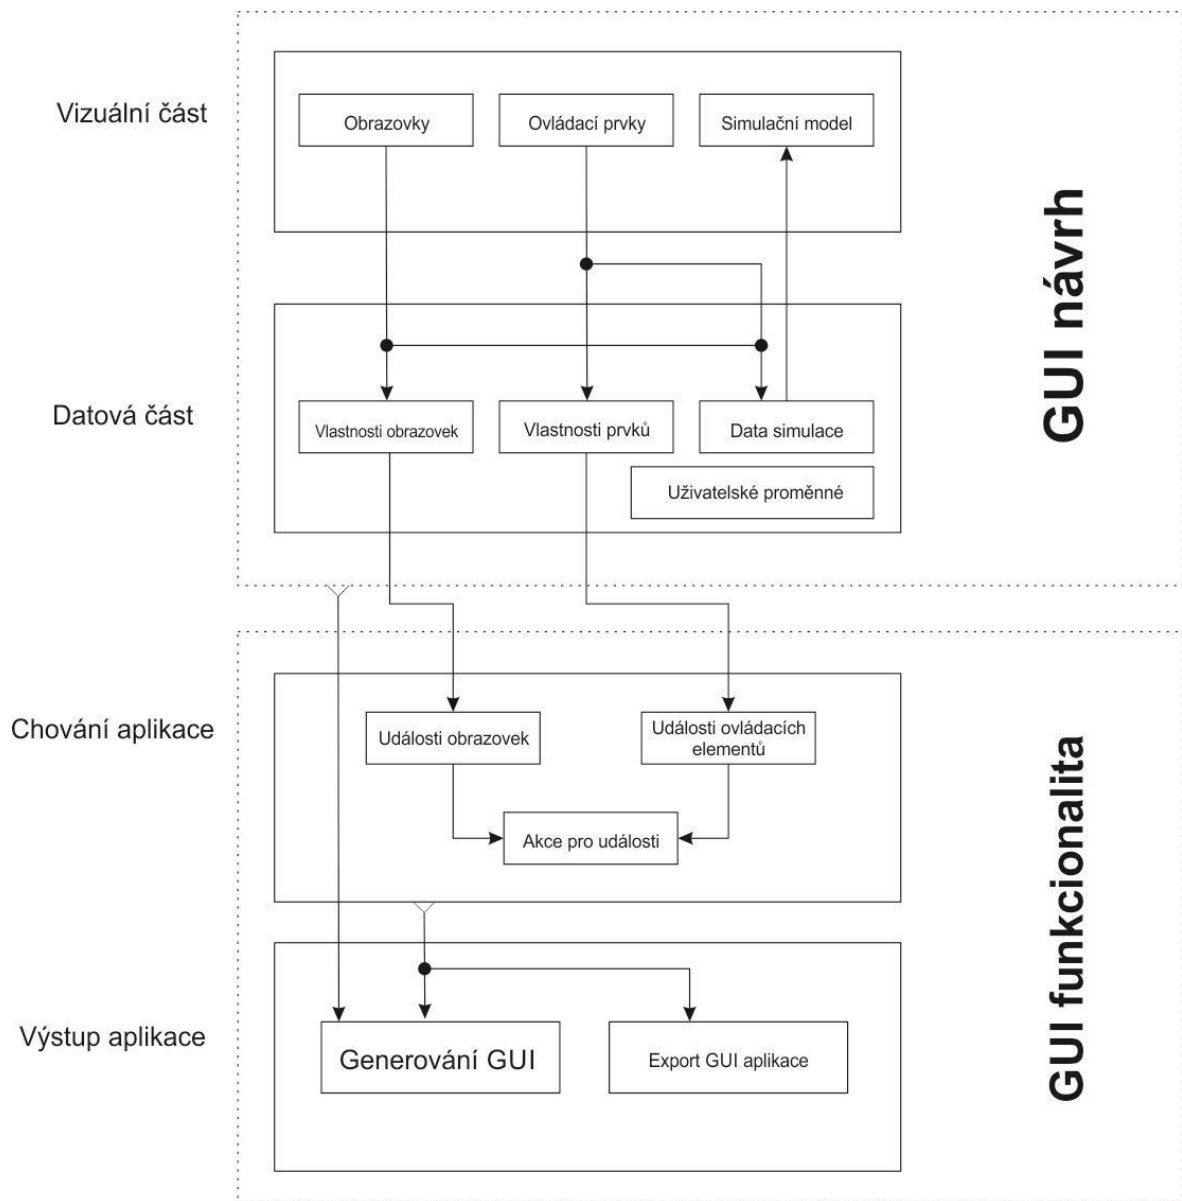 Vizuální část
Obrazovky
Ovládací prvky
Simulační model
GUI návrh
Datová část
Vlastnosti obrazovek
Vlastnosti prvků
Data simulace
Uživatelské proměnné
Chování aplikace
Události obrazovek
Události ovládacích
elementů
Akce pro události
GUI funkcionalita
Výstup aplikace
Generování GUI
Export GUI aplikace